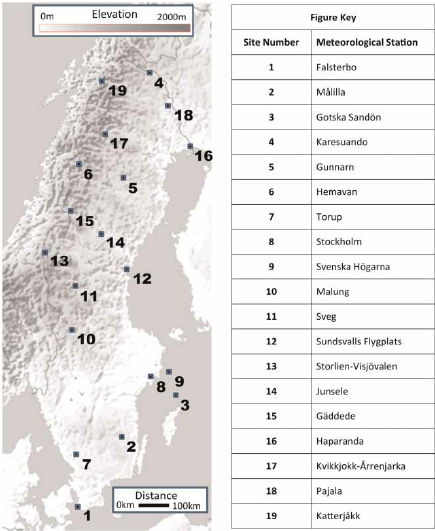 Elevation
0m 2000m
4
19
18
17
16
6
5
15
14
13
12
11
10
9
8
3
2
7
Distance
0km 100km
1
Figure Key
Site Number Meteorological Station
1 Falsterbo
2 Målilla
3 Gotska Sandön
4 Karesuando
5 Gunnarn
6 Hemavan
7 Torup
8 Stockholm
9 Svenska Högarna
10 Malung
11 Sveg
12 Sundsvalls Flygplats
13 Storlien-Visjövalen
14 Junsele
15 Gäddede
16 Haparanda
17 Kvikkjokk-Årrenjarka
18 Pajala
19 Katterjåkk